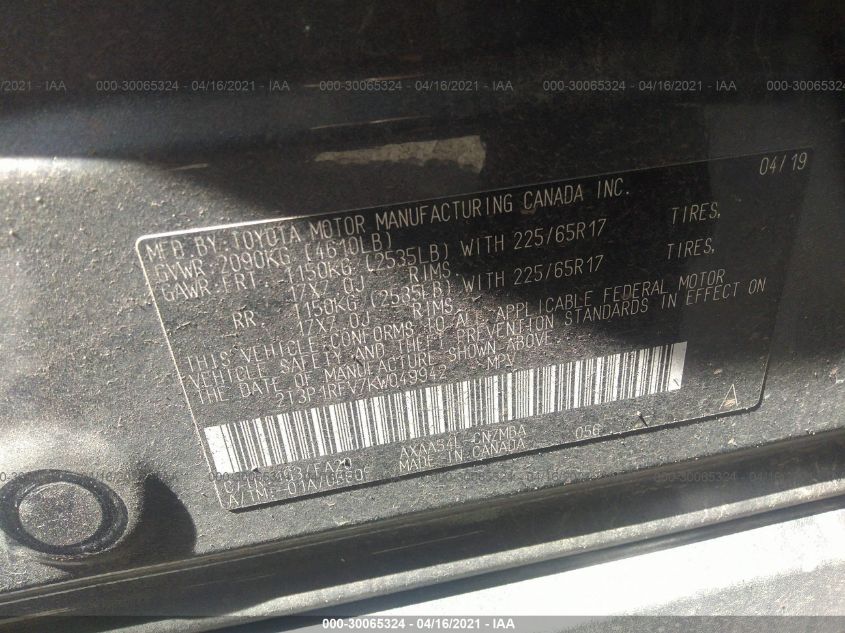 000-30065324 - 04/16/2021 - IAA
04/19
MFD.BY:TOYOTA MOTOR MANUFACTURING CANADA INC.
GVWR:2090KG (4610LB)
GAWR:FRT. 1150KG (2535LB) WITH 225/65R17 TIRES,
17X7.0J RIMS.
RR. 1150KG (2535LB) WITH 225/65R17 TIRES,
17X7.0J RIMS.
THIS VEHICLE CONFORMS TO ALL APPLICABLE FEDERAL MOTOR
VEHICLE SAFETY AND THEFT PREVENTION STANDARDS IN EFFECT ON
THE DATE OF MANUFACTURE SHOWN ABOVE.
2T3P1RFV7KW049942 MPV
AXAA54L CNZMBA 056
MADE IN CANADA
000-30065324 - 04/16/2021 - IAA